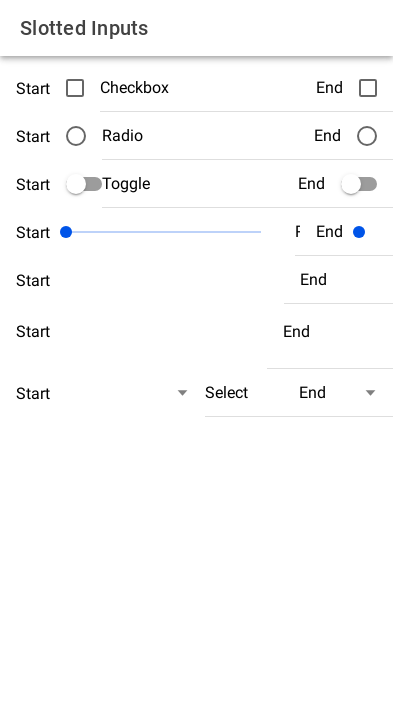 Slotted Inputs
Start Checkbox End
Start Radio End
Start Toggle End
Start End
Start End
Start End
Start Select End